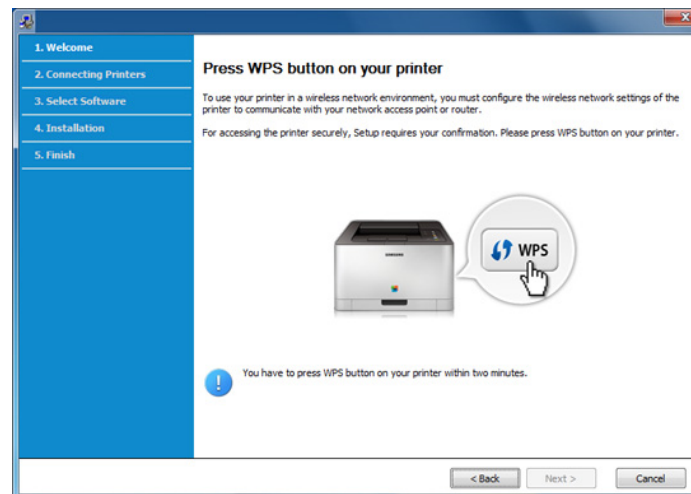 1. Welcome
2. Connecting Printers
3. Select Software
4. Installation
5. Finish
Press WPS button on your printer
To use your printer in a wireless network environment, you must configure the wireless network settings of the
printer to communicate with your network access point or router.
For accessing the printer securely, Setup requires your confirmation. Please press WPS button on your printer.
SAMSUNG
WPS
You have to press WPS button on your printer within two minutes.
< Back
Next >
Cancel